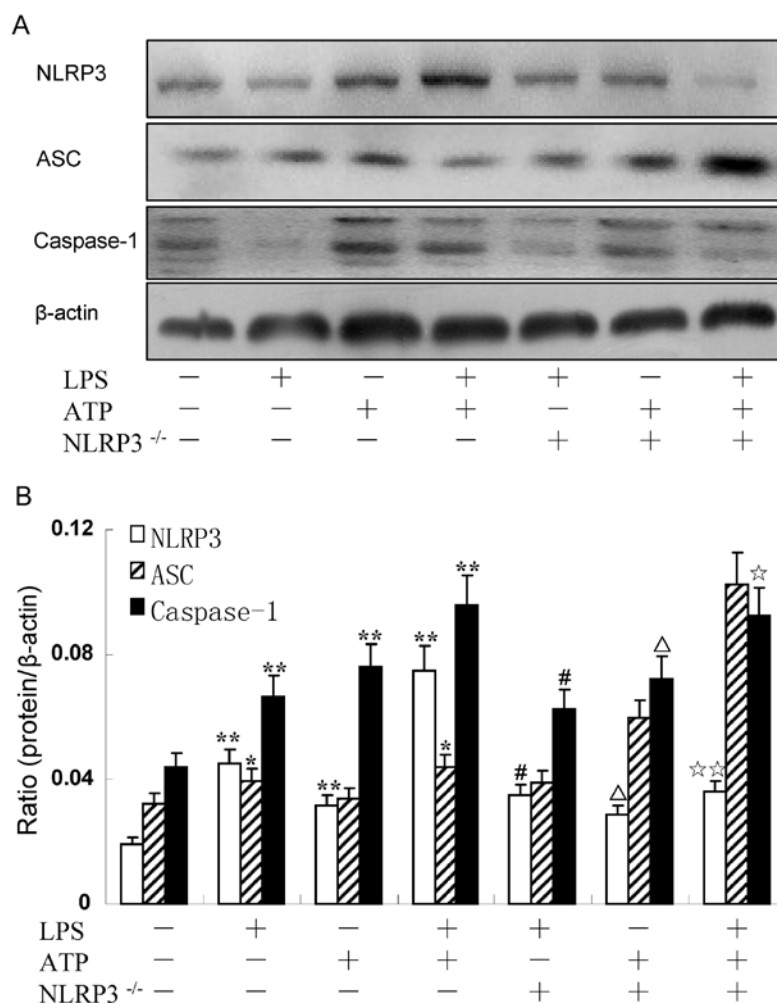 A
NLRP3
ASC
Caspase-1
β-actin
LPS − + − + + − +
ATP − − + + − + +
NLRP3 -/- − − − − + + +
B
0.12
NLRP3
ASC
Caspase-1
0.08
0.04
0
Ratio (protein/β-actin)
** * **
** **
** * **
# #
△ △
☆☆ ☆
LPS − + − + + − +
ATP − − + + − + +
NLRP3 -/- − − − − + + +